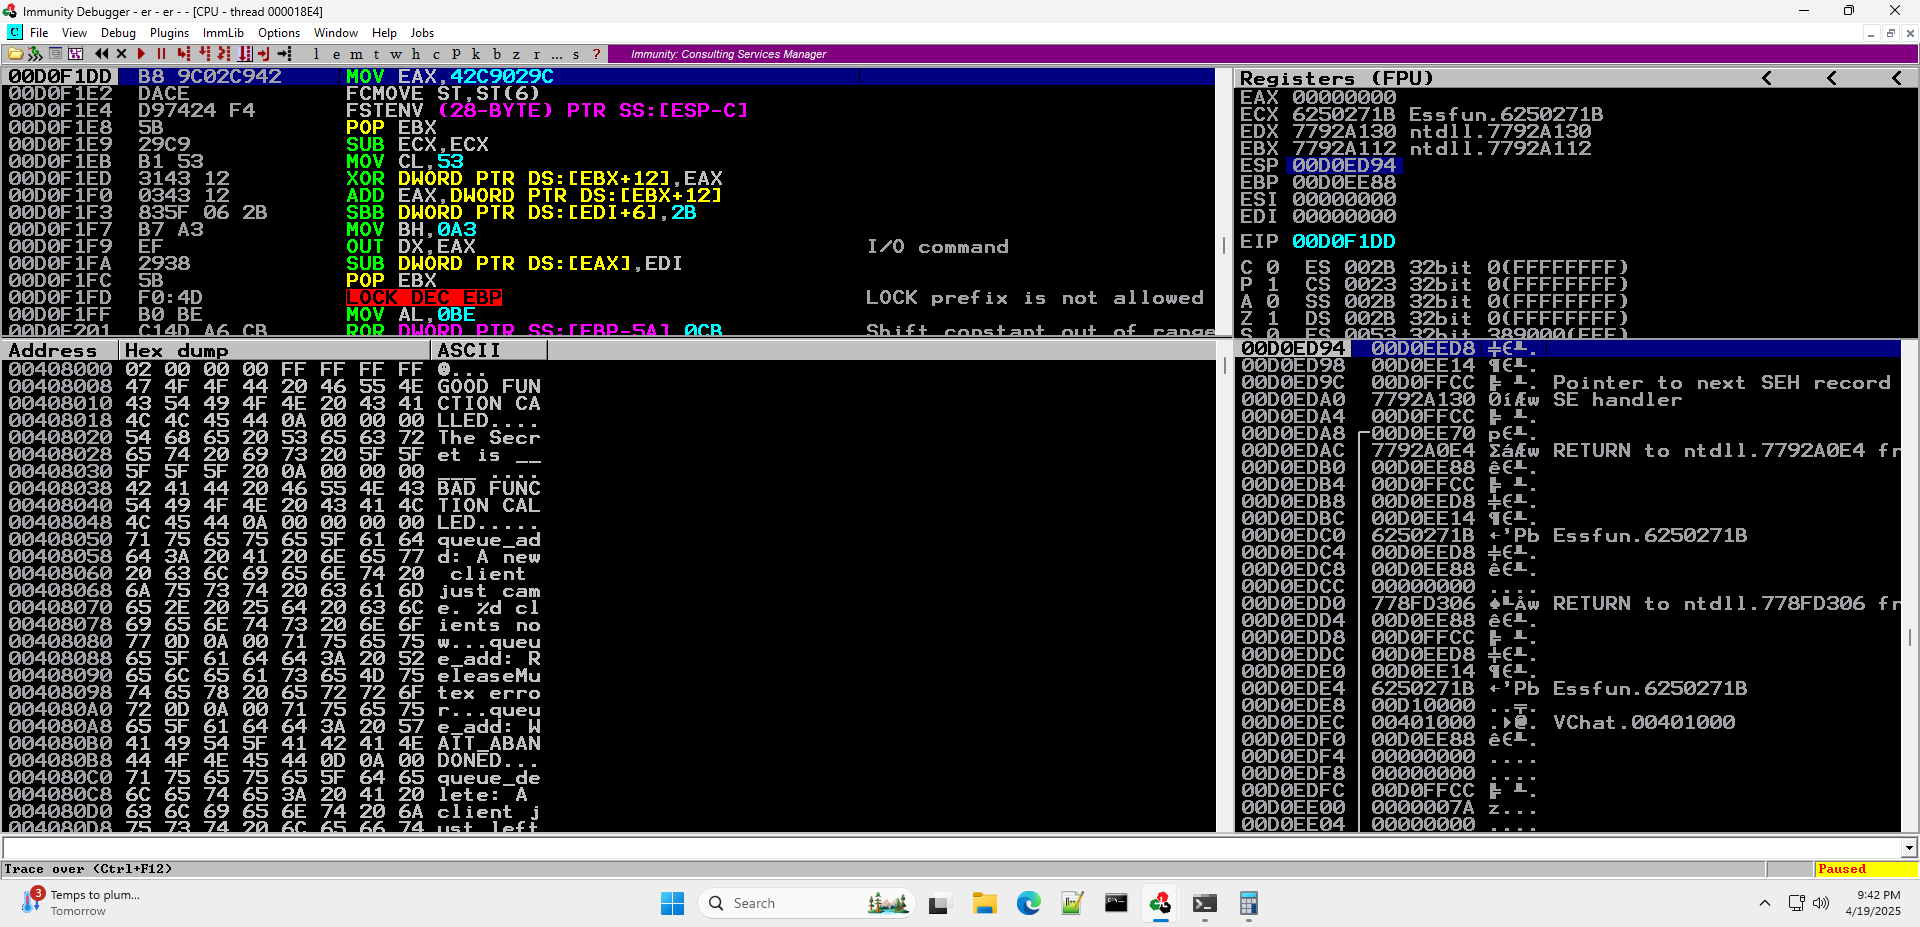 Immunity Debugger - er - er - - [CPU - thread 000018E4]
C File View Debug Plugins ImmLib Options Window Help Jobs
l e m t w h c P k b z r ... s ? Immunity: Consulting Services Manager
00D0F1DD B8 9C02C942 MOV EAX,42C9029C
00D0F1E2 DACE FCMOVE ST,ST(6)
00D0F1E4 D97424 F4 FSTENV (28-BYTE) PTR SS:[ESP-C]
00D0F1E8 5B POP EBX
00D0F1E9 29C9 SUB ECX,ECX
00D0F1EB B1 53 MOV CL,53
00D0F1ED 3143 12 XOR DWORD PTR DS:[EBX+12],EAX
00D0F1F0 0343 12 ADD EAX,DWORD PTR DS:[EBX+12]
00D0F1F3 835F 06 2B SBB DWORD PTR DS:[EDI+6],2B
00D0F1F7 B7 A3 MOV BH,0A3
00D0F1F9 EF OUT DX,EAX I/O command
00D0F1FA 2938 SUB DWORD PTR DS:[EAX],EDI
00D0F1FC 5B POP EBX
00D0F1FD F0:4D LOCK DEC EBP LOCK prefix is not allowed
00D0F1FF B0 BE MOV AL,0BE
00D0F201 C14D A6 CB ROR DWORD PTR SS:[EBP-5A],0CB Shift constant out of range
Registers (FPU) < < <
EAX 00000000
ECX 6250271B Essfun.6250271B
EDX 7792A130 ntdll.7792A130
EBX 7792A112 ntdll.7792A112
ESP 00D0ED94
EBP 00D0EE88
ESI 00000000
EDI 00000000
EIP 00D0F1DD
C 0 ES 002B 32bit 0(FFFFFFFF)
P 1 CS 0023 32bit 0(FFFFFFFF)
A 0 SS 002B 32bit 0(FFFFFFFF)
Z 1 DS 002B 32bit 0(FFFFFFFF)
S 0 FS 0053 32bit 389000(FFF)
Address Hex dump ASCII
00408000 02 00 00 00 FF FF FF FF ...
00408008 47 4F 4F 44 20 46 55 4E GOOD FUN
00408010 43 54 49 4F 4E 20 43 41 CTION CA
00408018 4C 4C 45 44 0A 00 00 00 LLED....
00408020 54 68 65 20 53 65 63 72 The Secr
00408028 65 74 20 69 73 20 5F 5F et is __
00408030 5F 5F 5F 20 0A 00 00 00 ___ ....
00408038 42 41 44 20 46 55 4E 43 BAD FUNC
00408040 54 49 4F 4E 20 43 41 4C TION CAL
00408048 4C 45 44 0A 00 00 00 00 LED.....
00408050 71 75 65 75 65 5F 61 64 queue_ad
00408058 64 3A 20 41 20 6E 65 77 d: A new
00408060 20 63 6C 69 65 6E 74 20 client
00408068 6A 75 73 74 20 63 61 6D just cam
00408070 65 2E 20 25 64 20 63 6C e. %d cl
00408078 69 65 6E 74 73 20 6E 6F ients no
00408080 77 0D 0A 00 71 75 65 75 w...queu
00408088 65 5F 61 64 64 3A 20 52 e_add: R
00408090 65 6C 65 61 73 65 4D 75 eleaseMu
00408098 74 65 78 20 65 72 72 6F tex erro
004080A0 72 0D 0A 00 71 75 65 75 r...queu
004080A8 65 5F 61 64 64 3A 20 57 e_add: W
004080B0 41 49 54 5F 41 42 41 4E AIT_ABAN
004080B8 44 4F 4E 45 44 0D 0A 00 DONED...
004080C0 71 75 65 75 65 5F 64 65 queue_de
004080C8 6C 65 74 65 3A 20 41 20 lete: A
004080D0 63 6C 69 65 6E 74 20 6A client j
004080D8 75 73 74 20 6C 65 66 74 ust left
00D0ED94 00D0EED8 ╪∈╨.
00D0ED98 00D0EE14 ¶∈╨.
00D0ED9C 00D0FFCC ╠ ╨. Pointer to next SEH record
00D0EDA0 7792A130 0íÆw SE handler
00D0EDA4 00D0FFCC ╠ ╨.
00D0EDA8 00D0EE70 p∈╨.
00D0EDAC 7792A0E4 ΣáÆw RETURN to ntdll.7792A0E4 fr
00D0EDB0 00D0EE88 ê∈╨.
00D0EDB4 00D0FFCC ╠ ╨.
00D0EDB8 00D0EED8 ╪∈╨.
00D0EDBC 00D0EE14 ¶∈╨.
00D0EDC0 6250271B ←'Pb Essfun.6250271B
00D0EDC4 00D0EED8 ╪∈╨.
00D0EDC8 00D0EE88 ê∈╨.
00D0EDCC 00000000 ....
00D0EDD0 778FD306 ♠╙Åw RETURN to ntdll.778FD306 fr
00D0EDD4 00D0EE88 ê∈╨.
00D0EDD8 00D0FFCC ╠ ╨.
00D0EDDC 00D0EED8 ╪∈╨.
00D0EDE0 00D0EE14 ¶∈╨.
00D0EDE4 6250271B ←'Pb Essfun.6250271B
00D0EDE8 00D10000 ..╤.
00D0EDEC 00401000 .►@. VChat.00401000
00D0EDF0 00D0EE88 ê∈╨.
00D0EDF4 00000000 ....
00D0EDF8 00000000 ....
00D0EDFC 00D0FFCC ╠ ╨.
00D0EE00 0000007A z...
00D0EE04 00000000 ....
Trace over (Ctrl+F12) Paused
3 Temps to plum...
Tomorrow
Search
9:42 PM
4/19/2025